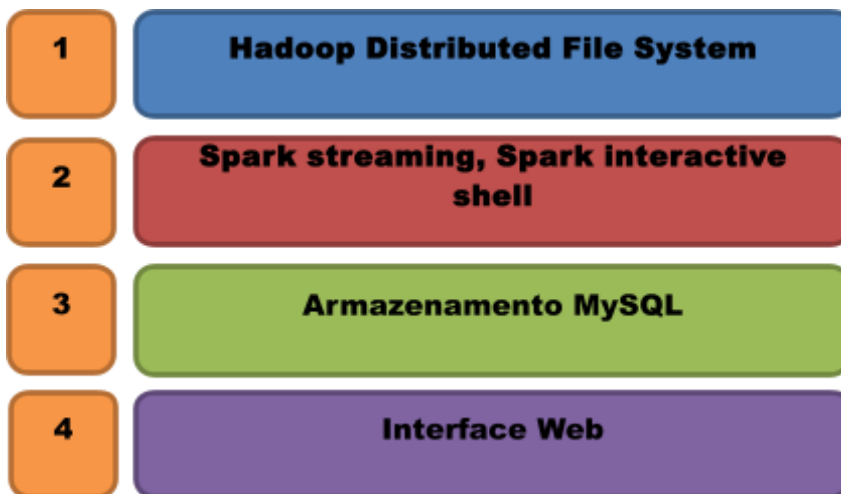 1
Hadoop Distributed File System
2
Spark streaming, Spark interactive
shell
3
Armazenamento MySQL
4
Interface Web